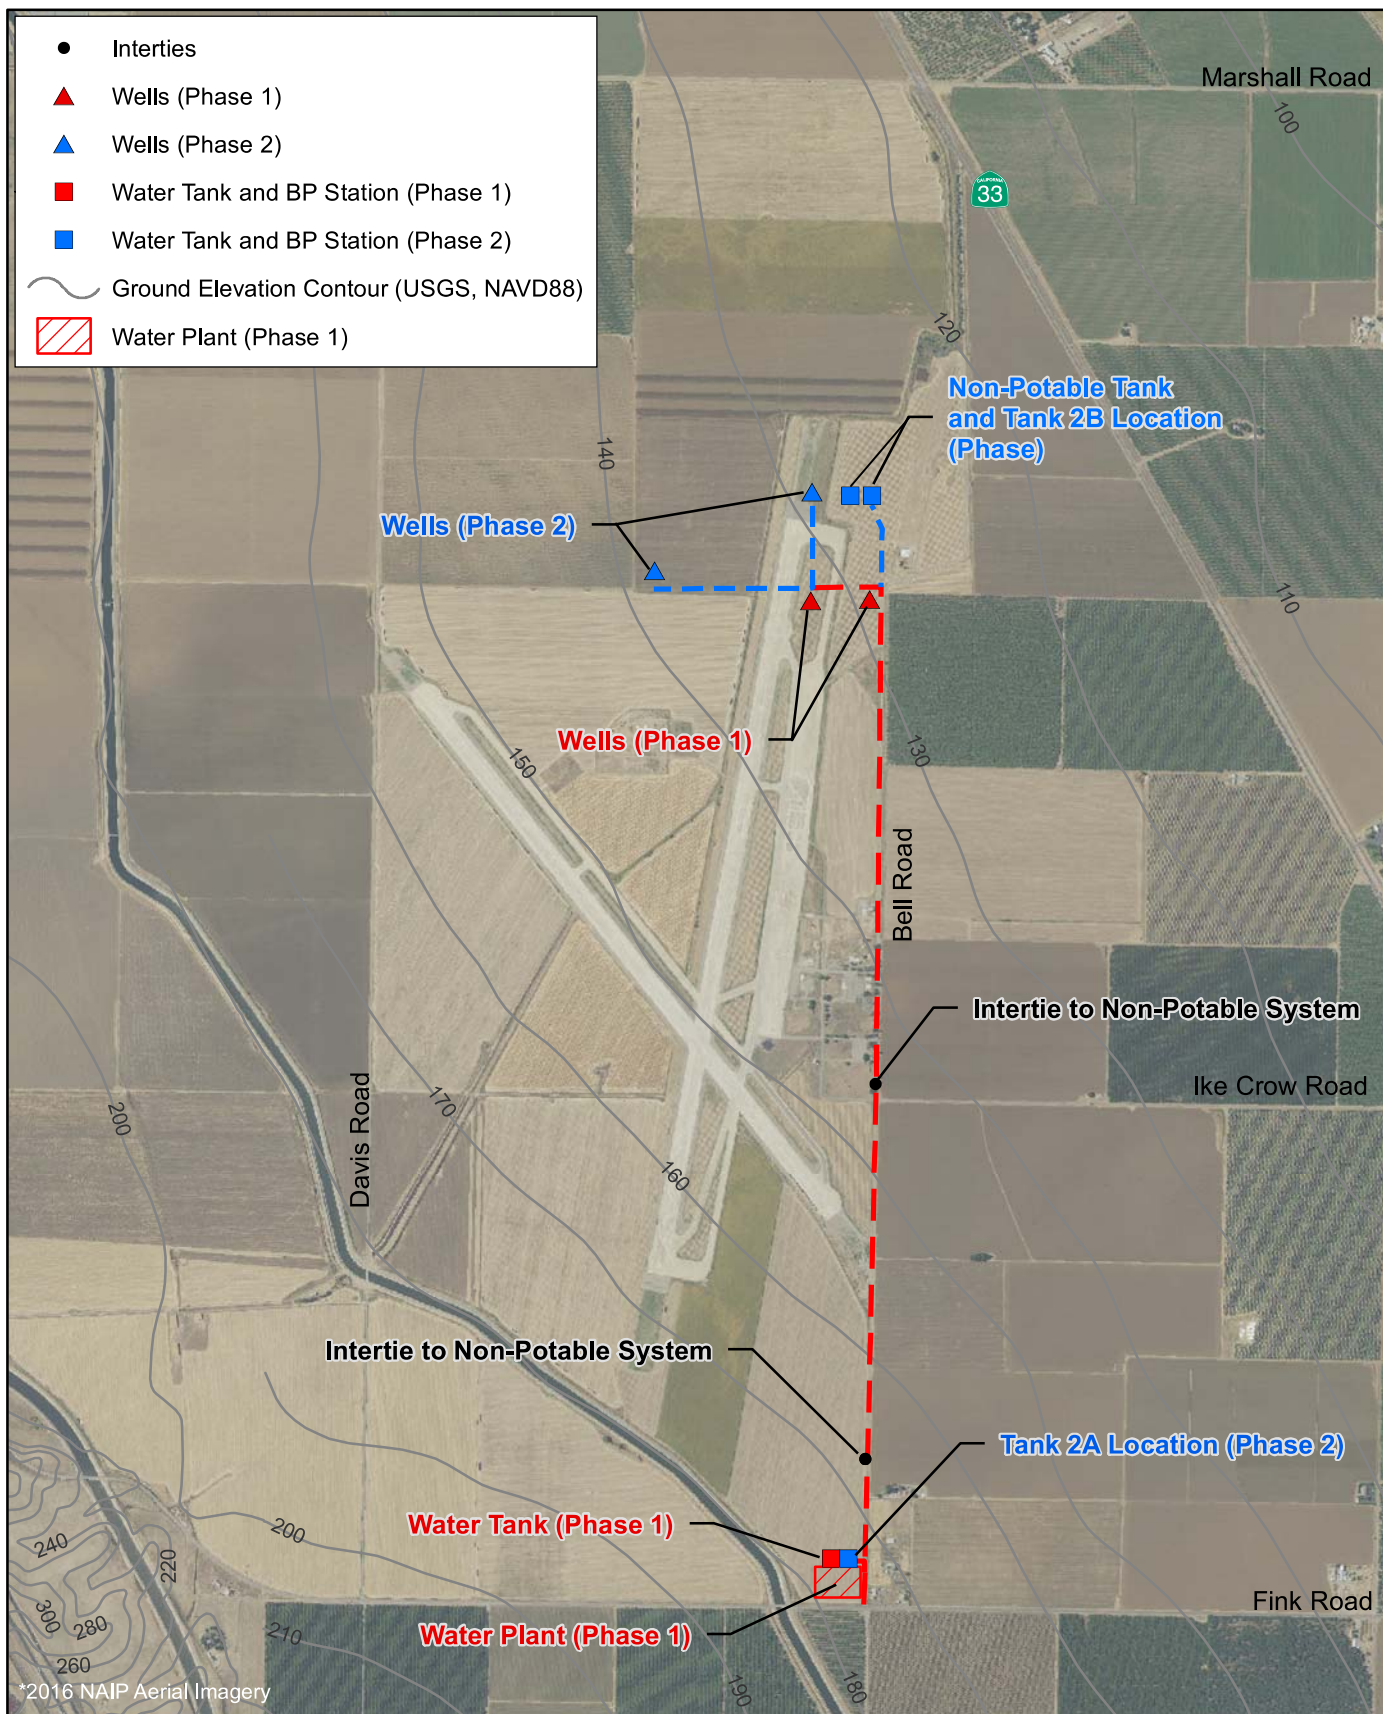 Interties
Wells (Phase 1)
Wells (Phase 2)
Water Tank and BP Station (Phase 1)
Water Tank and BP Station (Phase 2)
Ground Elevation Contour (USGS, NAVD88)
Water Plant (Phase 1)
Marshall Road
100
CALIFORNIA
33
120
Non-Potable Tank
and Tank 2B Location
(Phase)
140
Wells (Phase 2)
110
Wells (Phase 1)
130
150
Bell Road
Intertie to Non-Potable System
Ike Crow Road
170
200
Davis Road
160
Intertie to Non-Potable System
Tank 2A Location (Phase 2)
Water Tank (Phase 1)
200
240
220
Fink Road
300
280
Water Plant (Phase 1)
210
260
190
180
*2016 NAIP Aerial Imagery